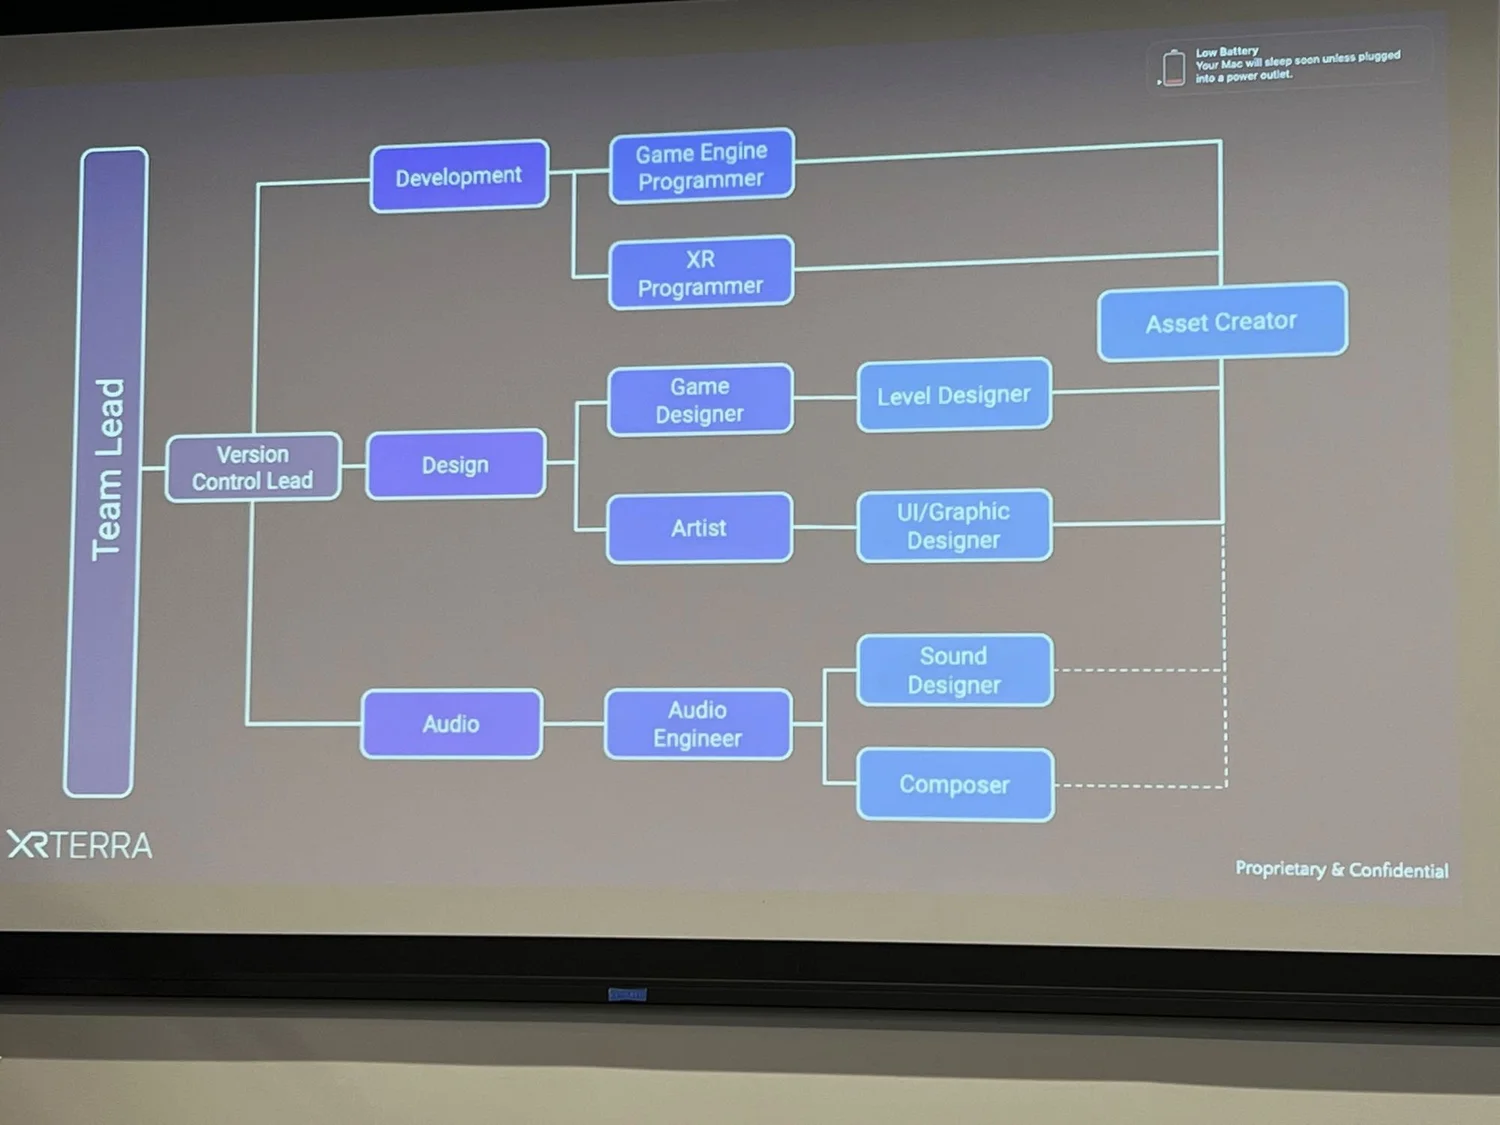 Low Battery
Your Mac will sleep soon unless plugged
into a power outlet.
Team Lead
Version
Control Lead
Development
Game Engine
Programmer
XR
Programmer
Asset Creator
Design
Game
Designer
Level Designer
Artist
UI/Graphic
Designer
Audio
Audio
Engineer
Sound
Designer
Composer
XRTERRA
Proprietary & Confidential